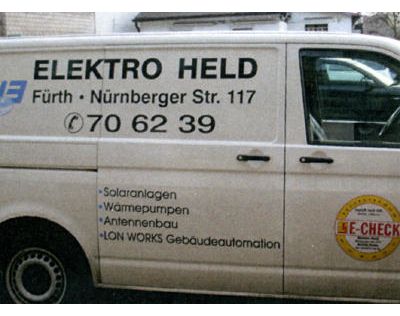 ELEKTRO HELD
Fürth • Nürnberger Str. 117
✆ 70 62 39
• Solaranlagen
• Wärmepumpen
• Antennenbau
• LON WORKS Gebäudeautomation
E-CHECK